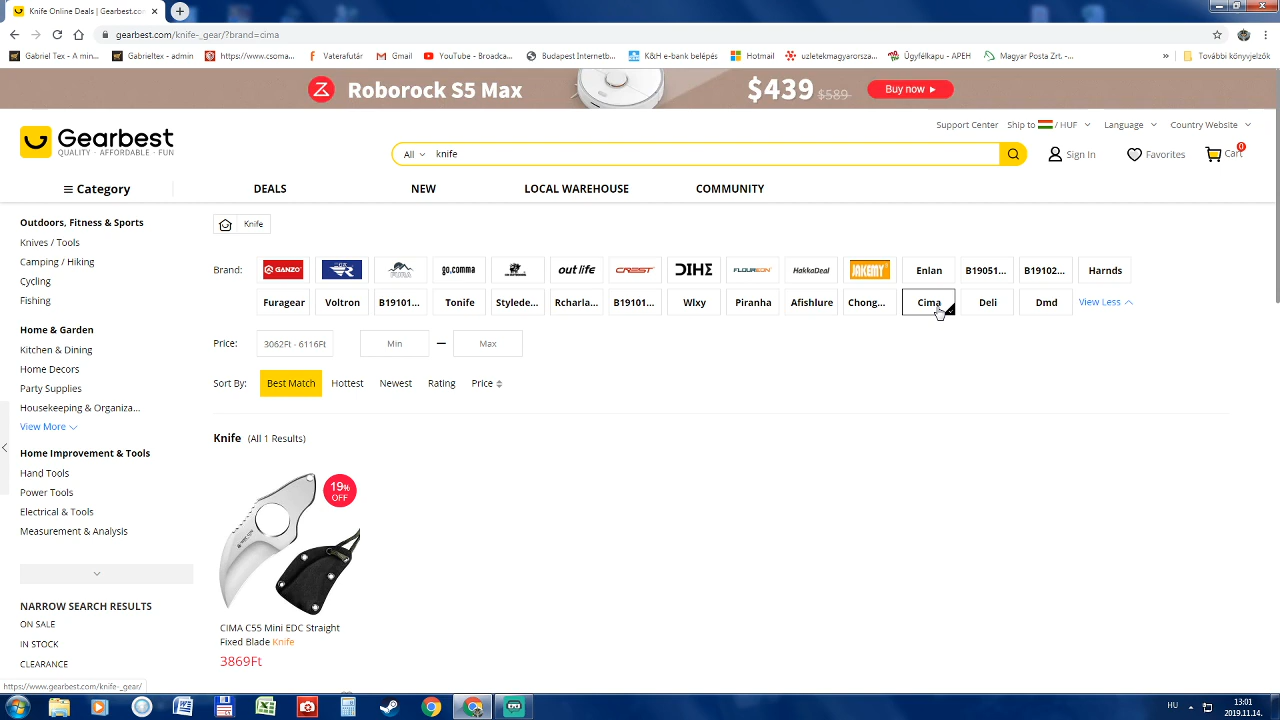 Knife Online Deals | Gearbest.com
gearbest.com/knife-_gear/?brand=cima
Gabriel Tex - A min... Gabrieltex - admin https://www.csoma... Vaterafutár Gmail YouTube - Broadca... Budapest Internetb... K&H e-bank belépés Hotmail uzletekmagyarorsza... Ügyfélkapu - APEH Magyar Posta Zrt. -... » További könyvjelzők
Roborock S5 Max $439 $589 Buy now
Support Center Ship to / HUF Language Country Website
Gearbest
QUALITY · AFFORDABLE · FUN
All knife Sign In Favorites Cart 0
Category DEALS NEW LOCAL WAREHOUSE COMMUNITY
Outdoors, Fitness & Sports
Knives / Tools
Camping / Hiking
Cycling
Fishing
Home & Garden
Kitchen & Dining
Home Decors
Party Supplies
Housekeeping & Organiza...
View More
Home Improvement & Tools
Hand Tools
Power Tools
Electrical & Tools
Measurement & Analysis
NARROW SEARCH RESULTS
ON SALE
IN STOCK
CLEARANCE
Knife
Brand: GANZO FURA go.comma out life CREST DIHE FLOUREON HakkaDeal JAKEMY Enlan B19051... B19102... Harnds
Furagear Voltron B19101... Tonife Stylede... Rcharla... B19101... Wlxy Piranha Afishlure Chong... Cima Deli Dmd View Less
Price: 3062Ft - 6116Ft Min — Max
Sort By: Best Match Hottest Newest Rating Price
Knife (All 1 Results)
19%
OFF
CIMA C55 Mini EDC Straight
Fixed Blade Knife
3869Ft
https://www.gearbest.com/knife-_gear/
HU
13:01
2019.11.14.